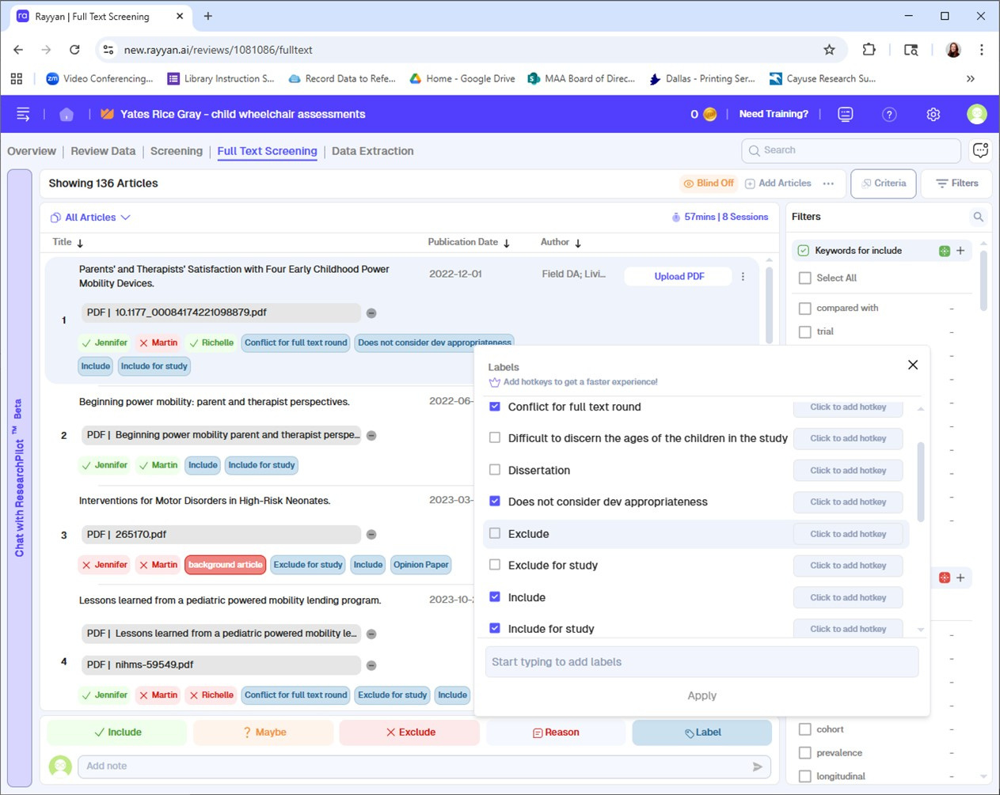 ra Rayyan | Full Text Screening
new.rayyan.ai/reviews/1081086/fulltext
zm Video Conferencing... Library Instruction S... Record Data to Refe... Home - Google Drive MAA Board of Direc... Dallas - Printing Ser... Cayuse Research Su...
Yates Rice Gray - child wheelchair assessments 0 Need Training?
Overview | Review Data | Screening | Full Text Screening | Data Extraction Search
Showing 136 Articles Blind Off Add Articles ... Criteria Filters
Chat with ResearchPilot ™ Beta
All Articles 57mins | 8 Sessions
Title Publication Date Author
1
Parents' and Therapists' Satisfaction with Four Early Childhood Power
Mobility Devices.
2022-12-01 Field DA; Livi... Upload PDF
PDF | 10.1177_00084174221098879.pdf
Jennifer Martin Richelle Conflict for full text round Does not consider dev appropriateness
Include Include for study
2
Beginning power mobility: parent and therapist perspectives. 2022-06-
PDF | Beginning power mobility parent and therapist perspe...
Jennifer Martin Include Include for study
3
Interventions for Motor Disorders in High-Risk Neonates. 2023-03-
PDF | 265170.pdf
Jennifer Martin background article Exclude for study Include Opinion Paper
4
Lessons learned from a pediatric powered mobility lending program. 2023-10-
PDF | Lessons learned from a pediatric powered mobility le...
PDF | nihms-59549.pdf
Jennifer Martin Richelle Conflict for full text round Exclude for study Include
Include Maybe Exclude Reason Label
Add note
Labels
Add hotkeys to get a faster experience!
Conflict for full text round Click to add hotkey
Difficult to discern the ages of the children in the study Click to add hotkey
Dissertation Click to add hotkey
Does not consider dev appropriateness Click to add hotkey
Exclude Click to add hotkey
Exclude for study Click to add hotkey
Include Click to add hotkey
Include for study Click to add hotkey
Start typing to add labels
Apply
Filters
Keywords for include
Select All
compared with -
trial -
cohort -
prevalence -
longitudinal -